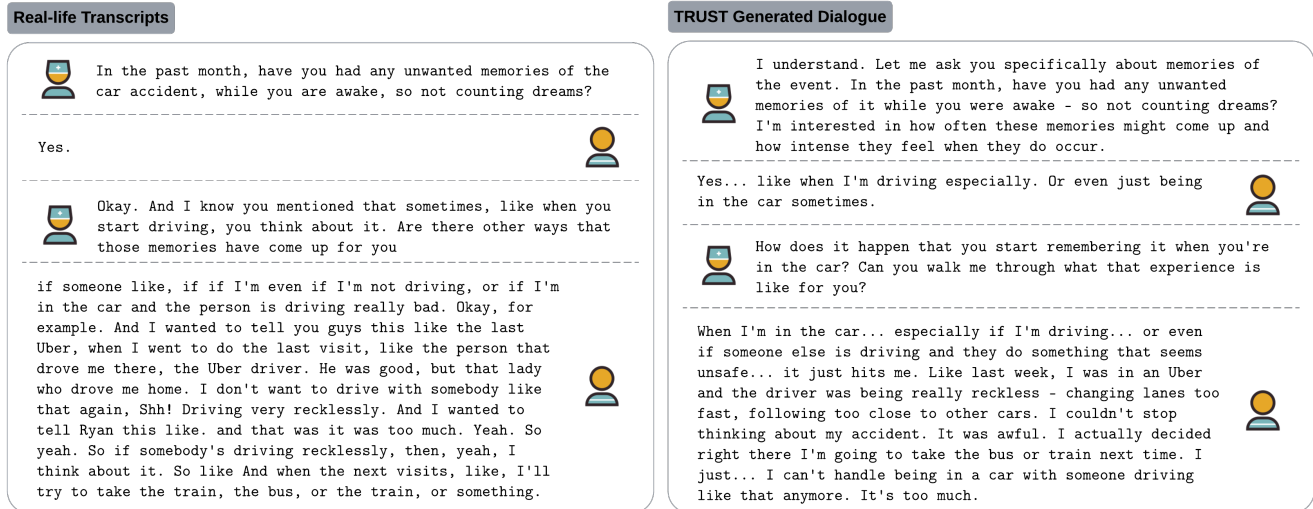 Real-life Transcripts
In the past month, have you had any unwanted memories of the
car accident, while you are awake, so not counting dreams?
Yes.
Okay. And I know you mentioned that sometimes, like when you
start driving, you think about it. Are there other ways that
those memories have come up for you
if someone like, if if I'm even if I'm not driving, or if I'm
in the car and the person is driving really bad. Okay, for
example. And I wanted to tell you guys this like the last
Uber, when I went to do the last visit, like the person that
drove me there, the Uber driver. He was good, but that lady
who drove me home. I don't want to drive with somebody like
that again, Shh! Driving very recklessly. And I wanted to
tell Ryan this like. and that was it was too much. Yeah. So
yeah. So if somebody's driving recklessly, then, yeah, I
think about it. So like And when the next visits, like, I'll
try to take the train, the bus, or the train, or something.
TRUST Generated Dialogue
I understand. Let me ask you specifically about memories of
the event. In the past month, have you had any unwanted
memories of it while you were awake - so not counting dreams?
I'm interested in how often these memories might come up and
how intense they feel when they do occur.
Yes... like when I'm driving especially. Or even just being
in the car sometimes.
How does it happen that you start remembering it when you're
in the car? Can you walk me through what that experience is
like for you?
When I'm in the car... especially if I'm driving... or even
if someone else is driving and they do something that seems
unsafe... it just hits me. Like last week, I was in an Uber
and the driver was being really reckless - changing lanes too
fast, following too close to other cars. I couldn't stop
thinking about my accident. It was awful. I actually decided
right there I'm going to take the bus or train next time. I
just... I can't handle being in a car with someone driving
like that anymore. It's too much.